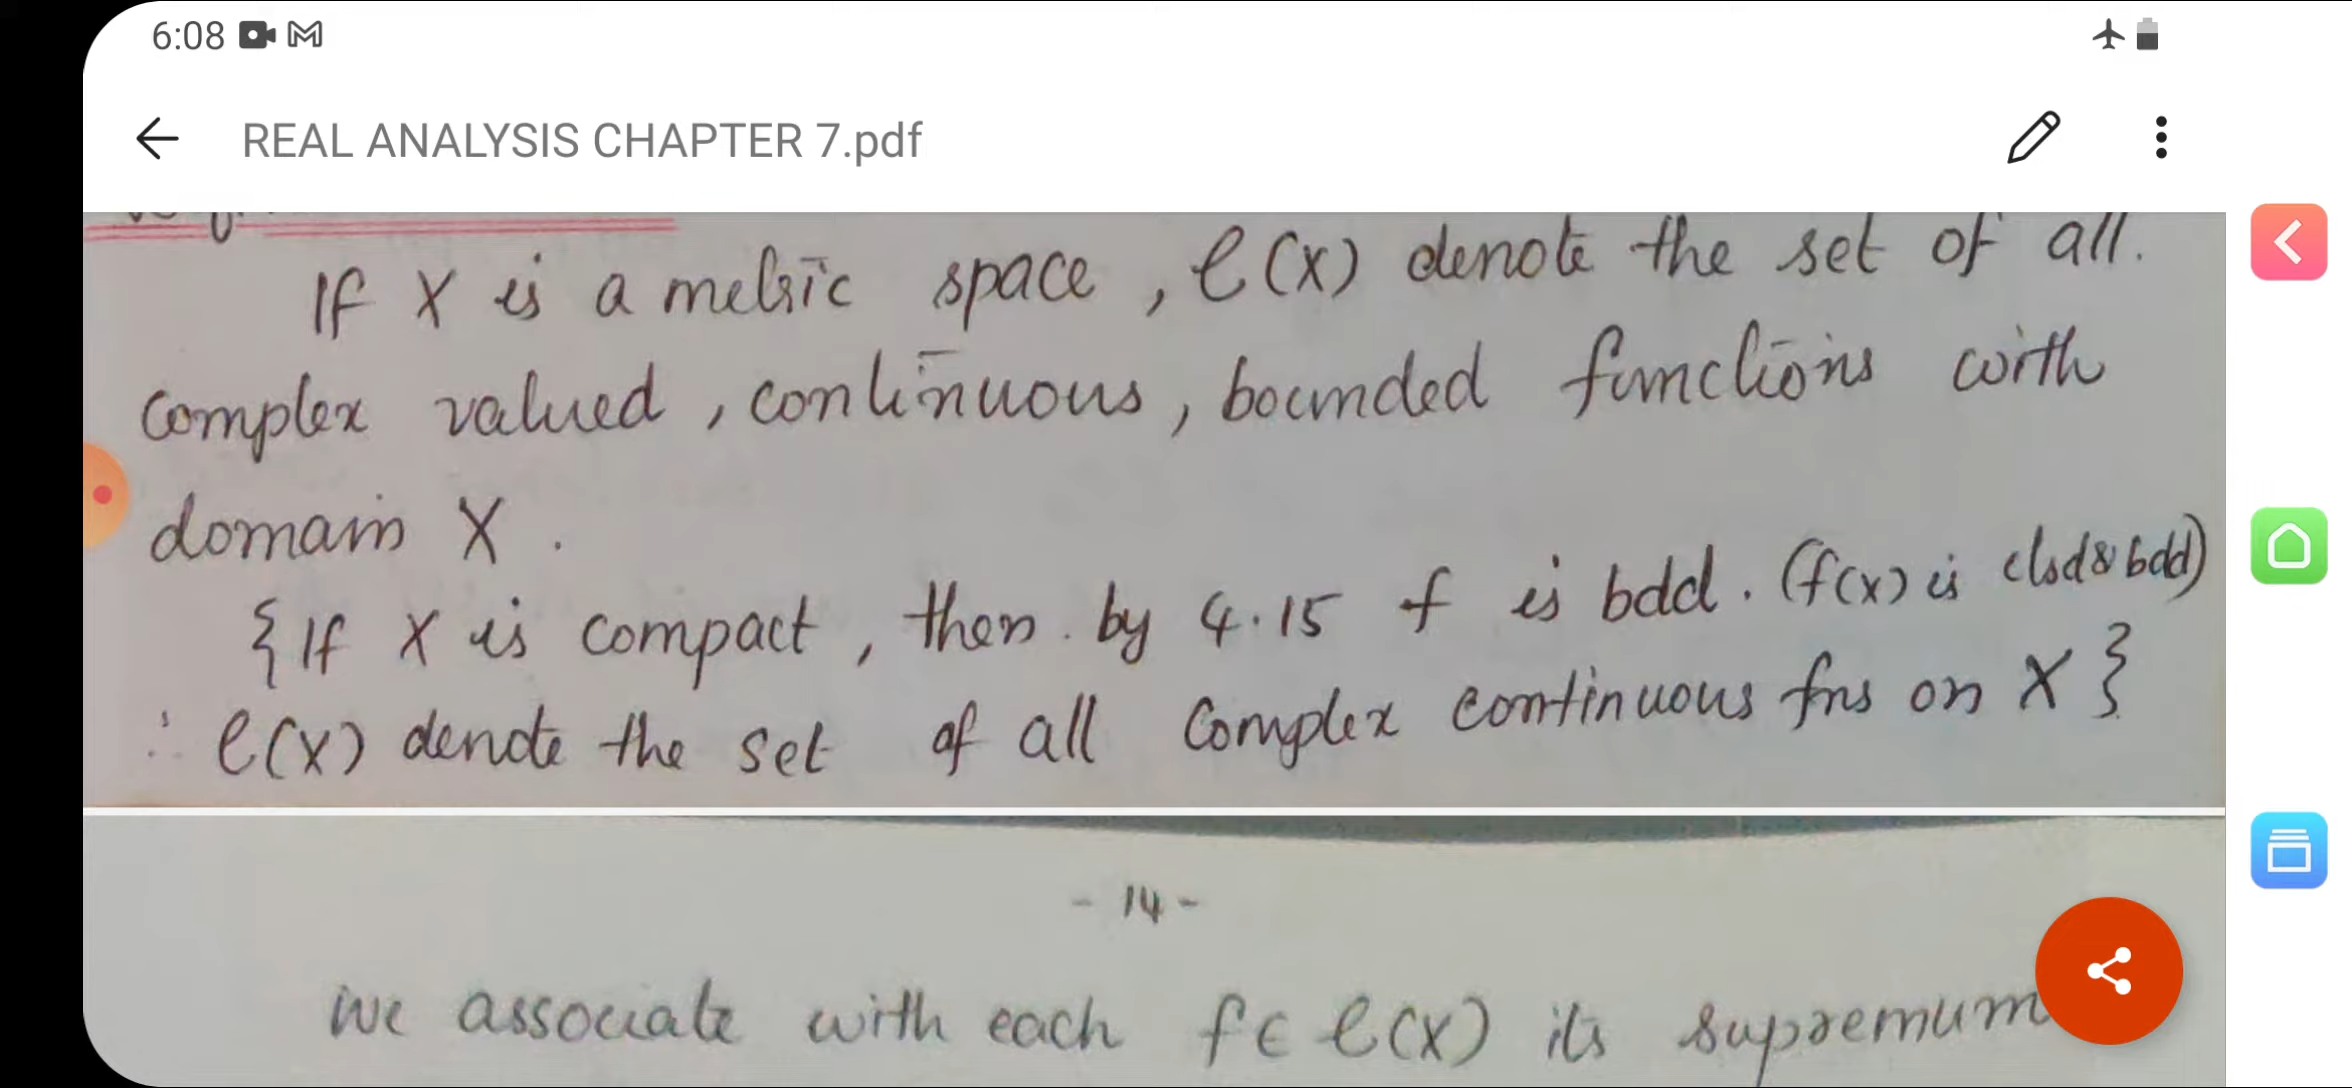 6:08
REAL ANALYSIS CHAPTER 7.pdf
If X is a metric space, ℓ(X) denote the set of all.
complex valued, continuous, bounded functions with
domain X.
{If X is compact, then by 4.15 f is bdd. (f(x) is clsd & bdd)
∴ ℓ(X) denote the set of all complex continuous fns on X}
- 14 -
we associate with each f ∈ ℓ(X) its supremum